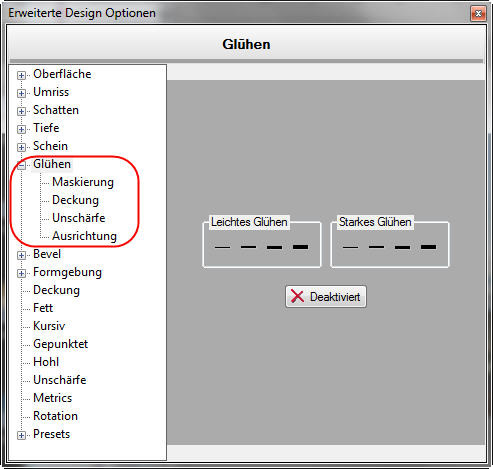 Erweiterte Design Optionen
Glühen
Oberfläche
Umriss
Schatten
Tiefe
Schein
Glühen
Maskierung
Deckung
Unschärfe
Ausrichtung
Bevel
Formgebung
Deckung
Fett
Kursiv
Gepunktet
Hohl
Unschärfe
Metrics
Rotation
Presets
Leichtes Glühen
Starkes Glühen
Deaktiviert